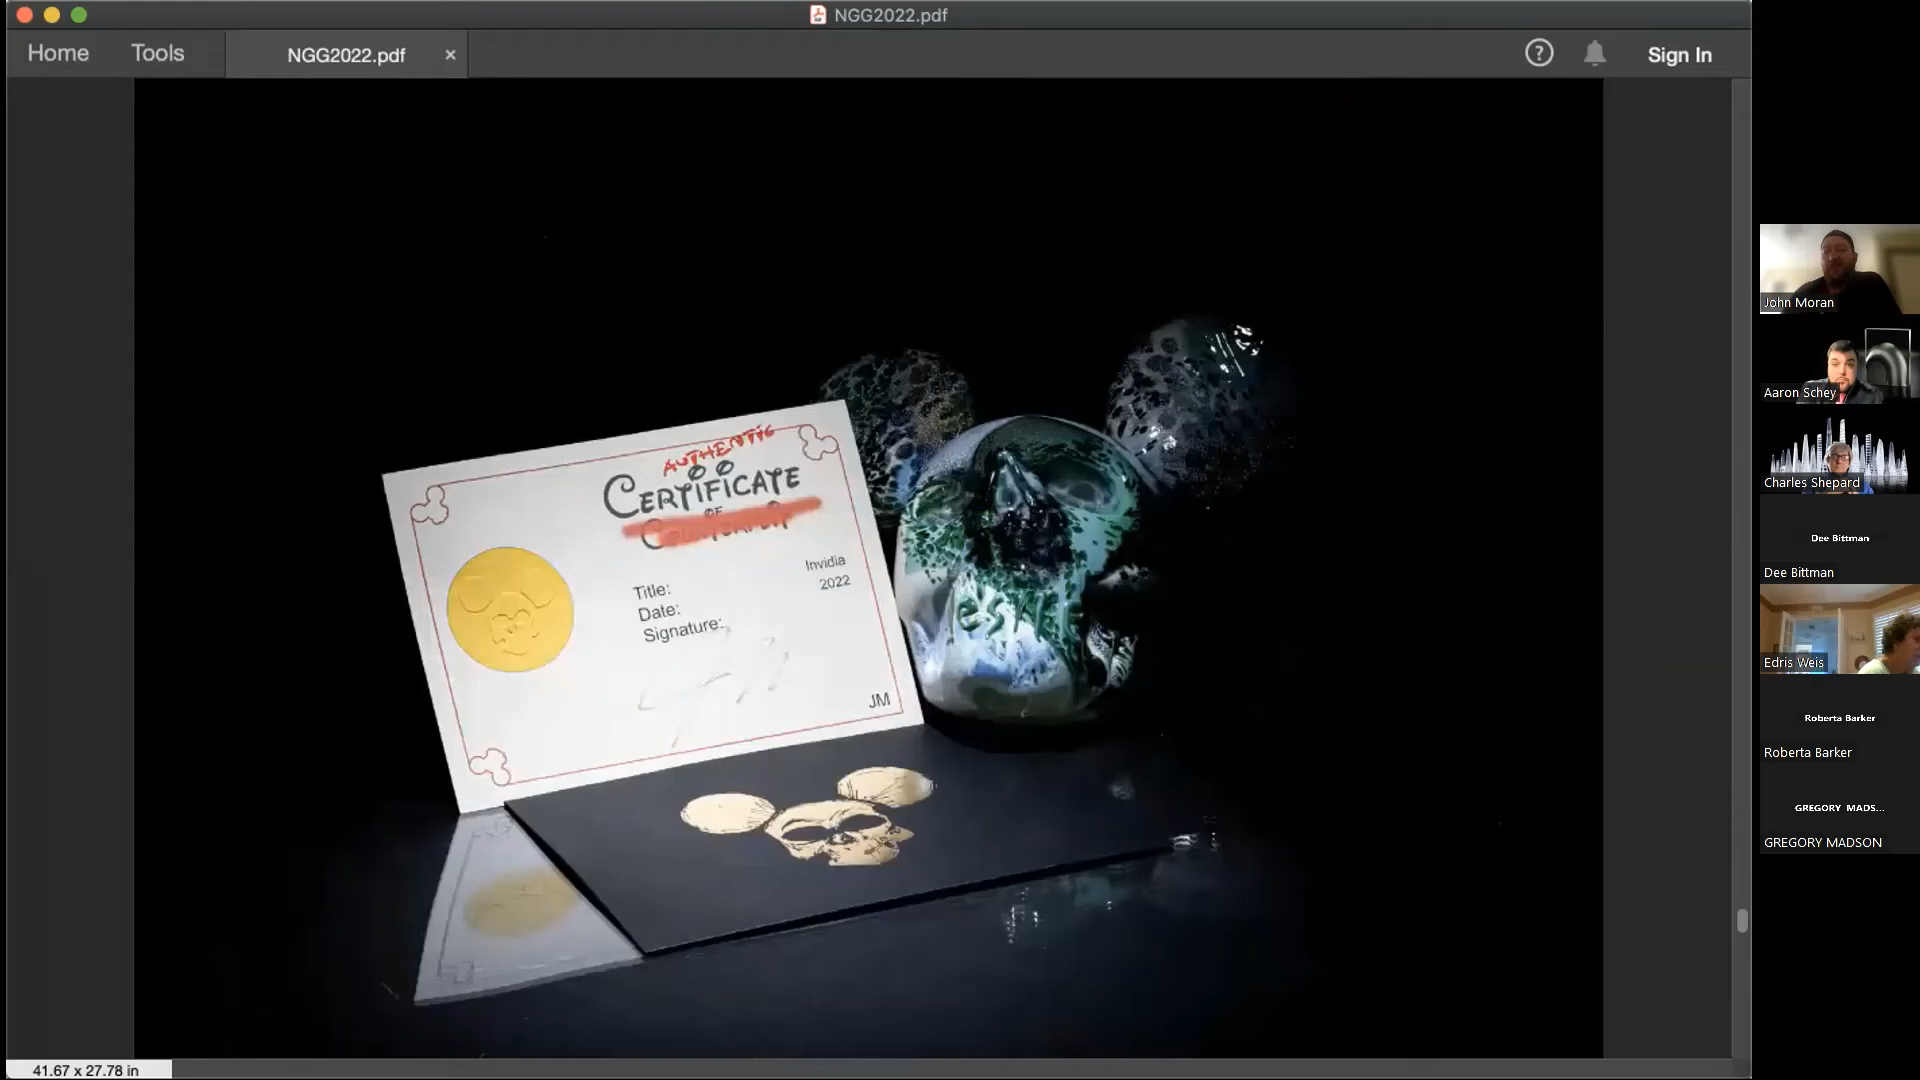 NGG2022.pdf
Home
Tools
NGG2022.pdf
×
?
Sign In
AUTHENTIC
CERTIFICATE
OF
Title:
Invidia
Date:
2022
Signature:
JM
41.67 x 27.78 in
John Moran
Aaron Schey
Charles Shepard
Dee Bittman
Dee Bittman
Edris Weis
Roberta Barker
Roberta Barker
GREGORY MADS...
GREGORY MADSON